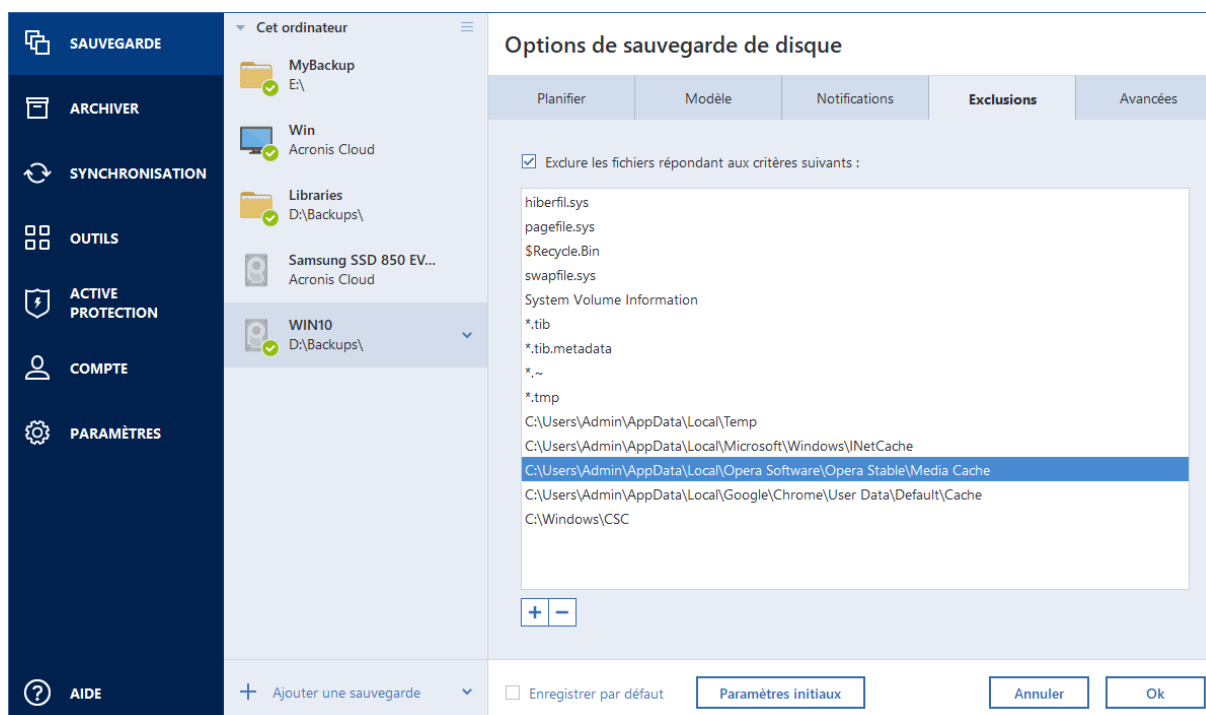 SAUVEGARDE
ARCHIVER
SYNCHRONISATION
OUTILS
ACTIVE
PROTECTION
COMPTE
PARAMÈTRES
AIDE
Cet ordinateur
MyBackup
E:\
Win
Acronis Cloud
Libraries
D:\Backups\
Samsung SSD 850 EV...
Acronis Cloud
WIN10
D:\Backups\
Ajouter une sauvegarde
Options de sauvegarde de disque
Planifier
Modèle
Notifications
Exclusions
Avancées
Exclure les fichiers répondant aux critères suivants :
hiberfil.sys
pagefile.sys
$Recycle.Bin
swapfile.sys
System Volume Information
*.tib
*.tib.metadata
*.~
*.tmp
C:\Users\Admin\AppData\Local\Temp
C:\Users\Admin\AppData\Local\Microsoft\Windows\INetCache
C:\Users\Admin\AppData\Local\Opera Software\Opera Stable\Media Cache
C:\Users\Admin\AppData\Local\Google\Chrome\User Data\Default\Cache
C:\Windows\CSC
Enregistrer par défaut
Paramètres initiaux
Annuler
Ok